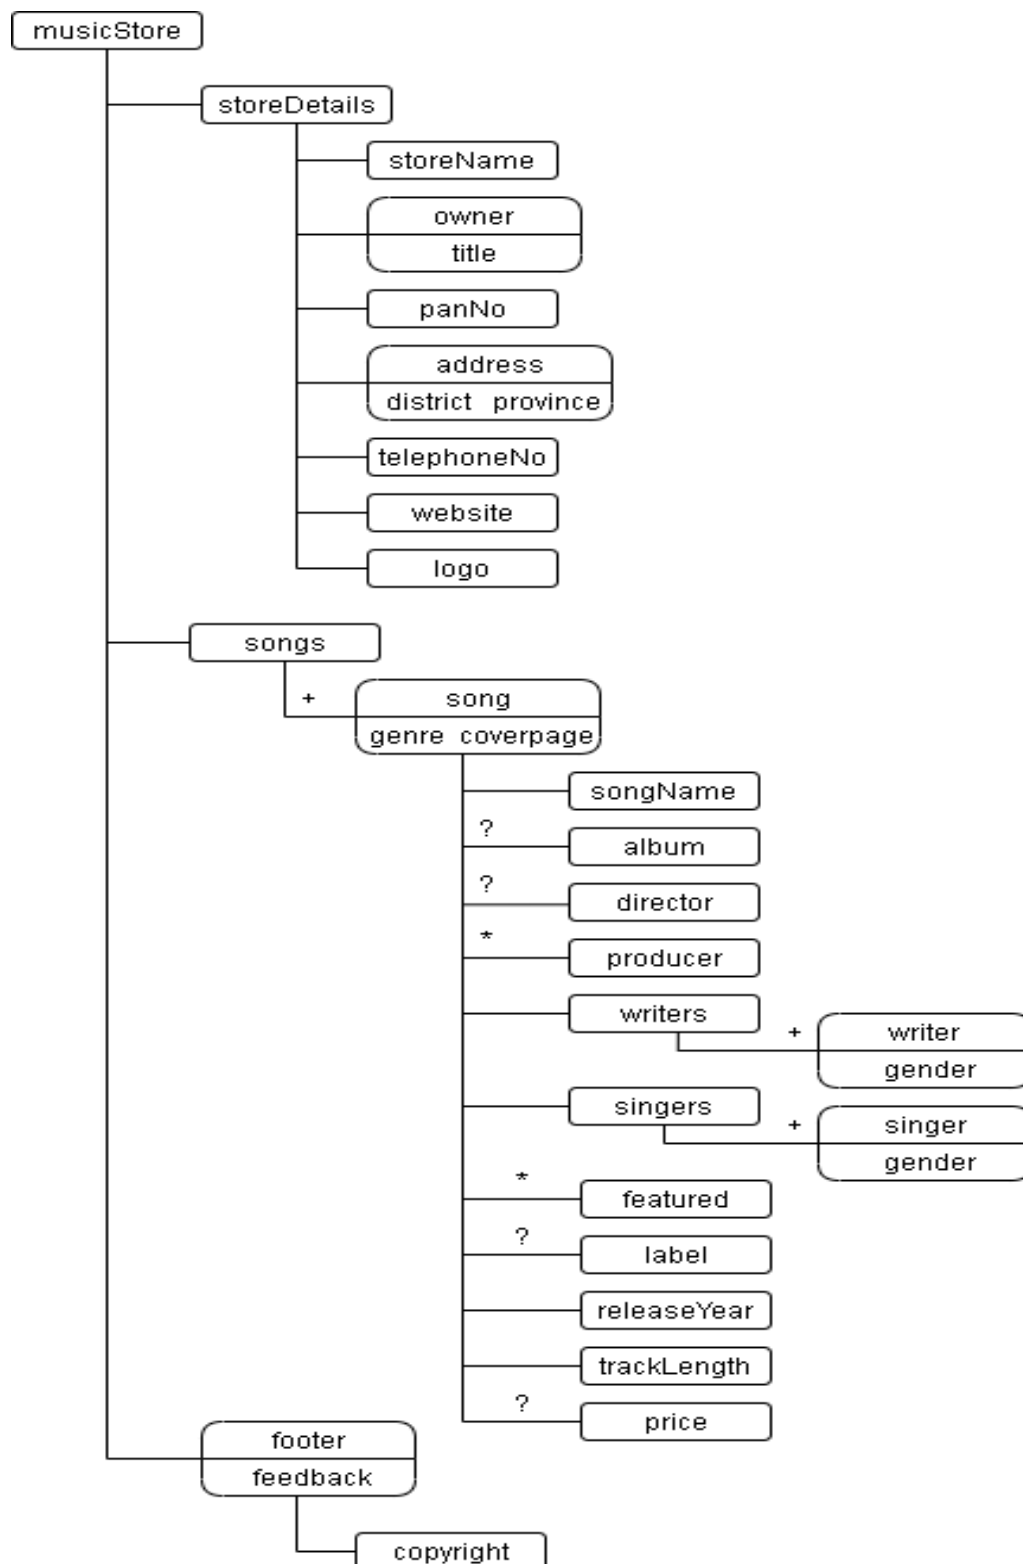 musicStore
storeDetails
storeName
owner
title
panNo
address
district province
telephoneNo
website
logo
songs
+
song
genre coverpage
songName
?
album
?
director
*
producer
writers
+
writer
gender
singers
+
singer
gender
*
featured
?
label
releaseYear
trackLength
?
price
footer
feedback
copyright